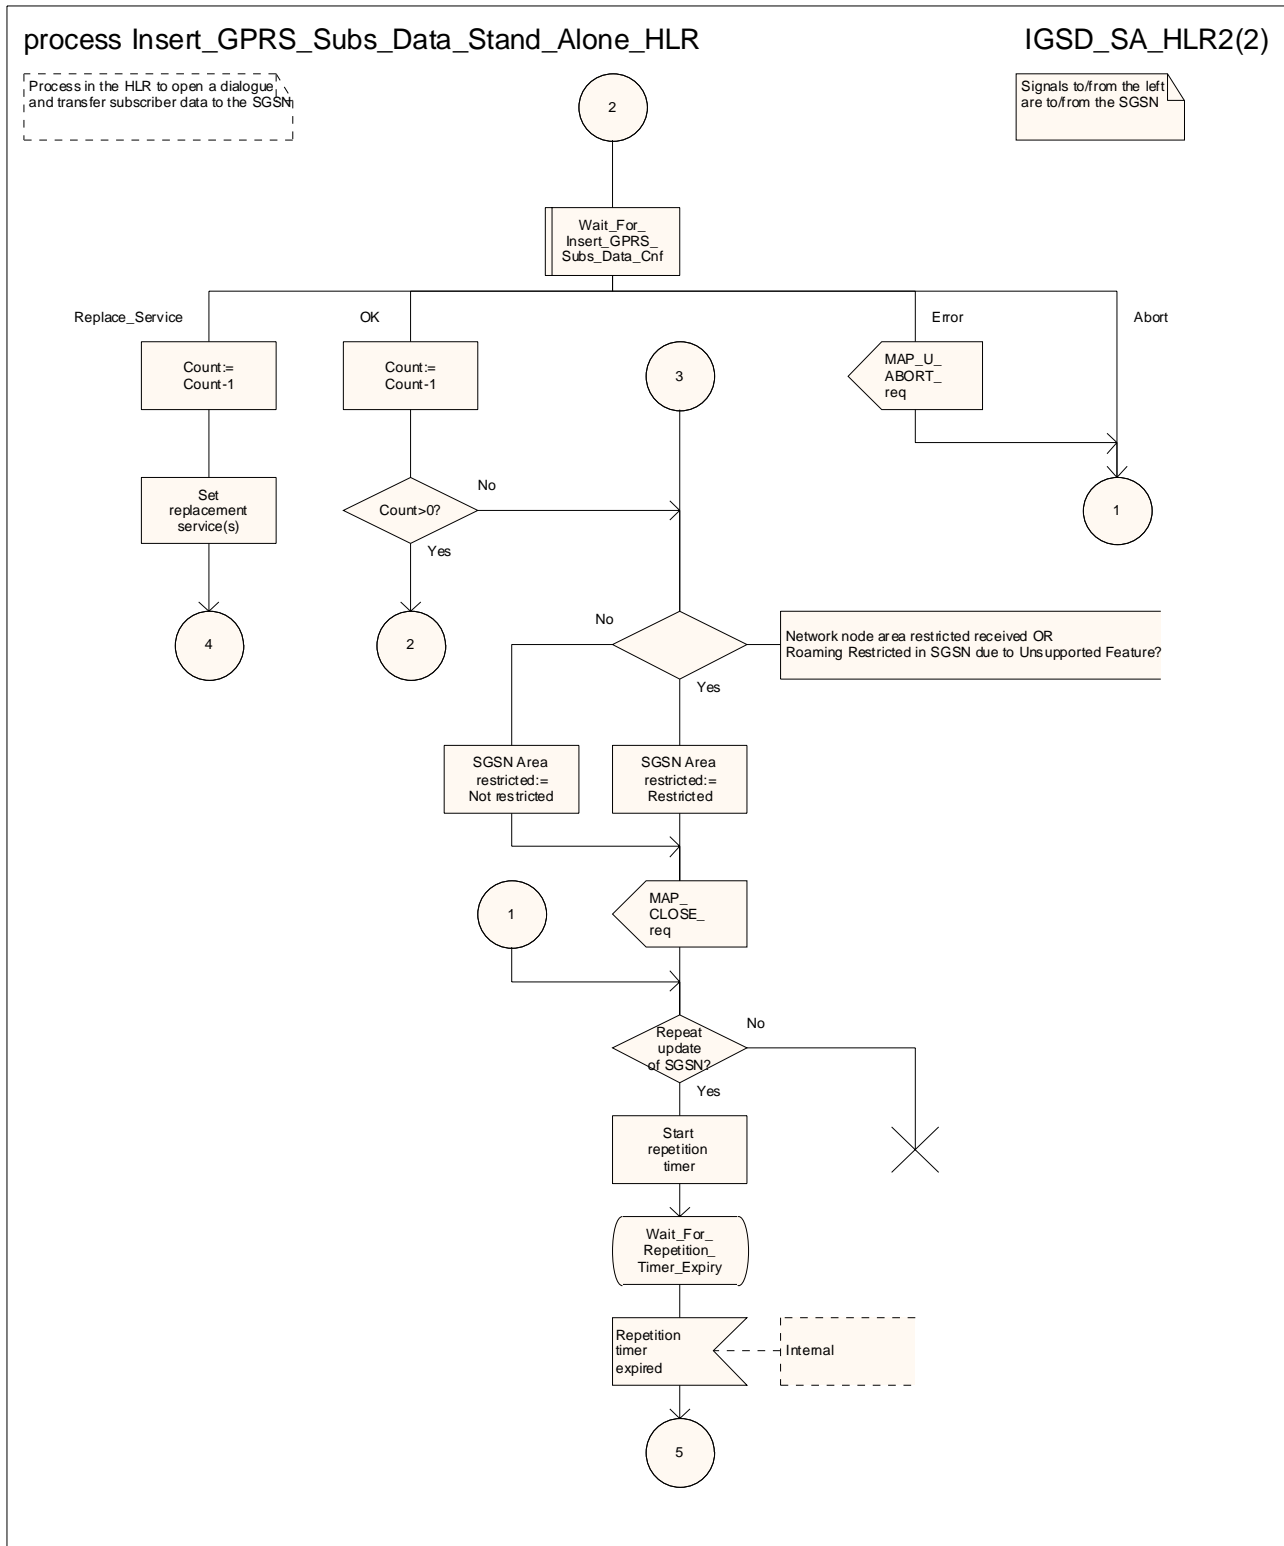 process Insert_GPRS_Subs_Data_Stand_Alone_HLR
IGSD_SA_HLR2(2)
Process in the HLR to open a dialogue
and transfer subscriber data to the SGSN
2
Signals to/from the left
are to/from the SGSN
Wait_For_
Insert_GPRS_
Subs_Data_Cnf
Replace_Service
OK
Error
Abort
Count:=
Count-1
Count:=
Count-1
3
MAP_U_
ABORT_
req
Set
replacement
service(s)
Count>0?
No
Yes
1
4
2
No
Network node area restricted received OR
Roaming Restricted in SGSN due to Unsupported Feature?
Yes
SGSN Area
restricted:=
Not restricted
SGSN Area
restricted:=
Restricted
1
MAP_
CLOSE_
req
Repeat
update
of SGSN?
No
Yes
Start
repetition
timer
Wait_For_
Repetition_
Timer_Expiry
Repetition
timer
expired
Internal
5